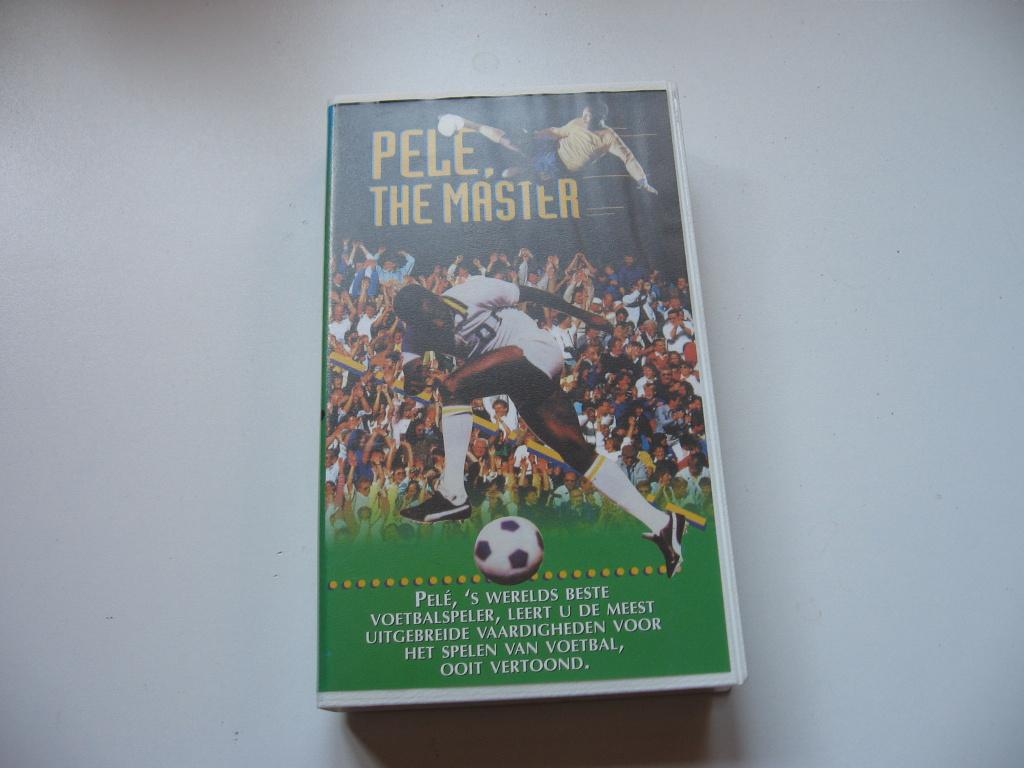 PELE,
THE MASTER
PELÉ, 'S WERELDS BESTE
VOETBALSPELER, LEERT U DE MEEST
UITGEBREIDE VAARDIGHEDEN VOOR
HET SPELEN VAN VOETBAL,
OOIT VERTOOND.